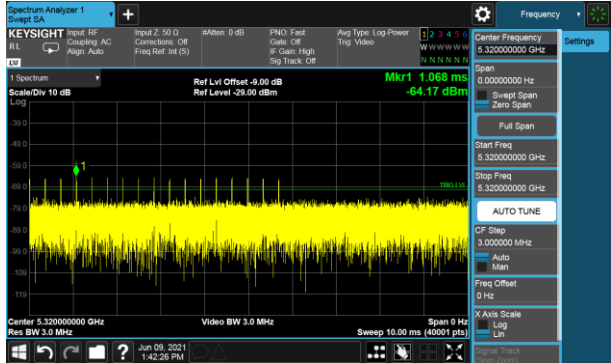 Spectrum Analyzer 1
Swept SA
Frequency
KEYSIGHT
RL
Input: RF
Coupling: AC
Align: Auto
Input Z: 50 Ω
Corrections: Off
Freq Ref: Int (S)
#Atten: 0 dB
PNO: Fast
Gate: Off
IF Gain: High
Sig Track: Off
Avg Type: Log-Power
Trig: Video
1 2 3 4 5 6
W W W W W W
N N N N N N
LW
Center Frequency
5.320000000 GHz
Settings
Span
0.00000000 Hz
Swept Span
Zero Span
Full Span
Start Freq
5.320000000 GHz
Stop Freq
5.320000000 GHz
AUTO TUNE
CF Step
3.000000 MHz
Auto
Man
Freq Offset
0 Hz
X Axis Scale
Log
Lin
Signal Track
(Span Zoom)
1 Spectrum
Scale/Div 10 dB
Log
Ref Lvl Offset -9.00 dB
Ref Level -29.00 dBm
Mkr1 1.068 ms
-64.17 dBm
-39.0
-49.0
-59.0
-69.0
-79.0
-89.0
-99.0
-109
-119
1
TRIG LVL
Center 5.320000000 GHz
Res BW 3.0 MHz
Video BW 3.0 MHz
Span 0 Hz
Sweep 10.00 ms (40001 pts)
Jun 09, 2021
1:42:26 PM